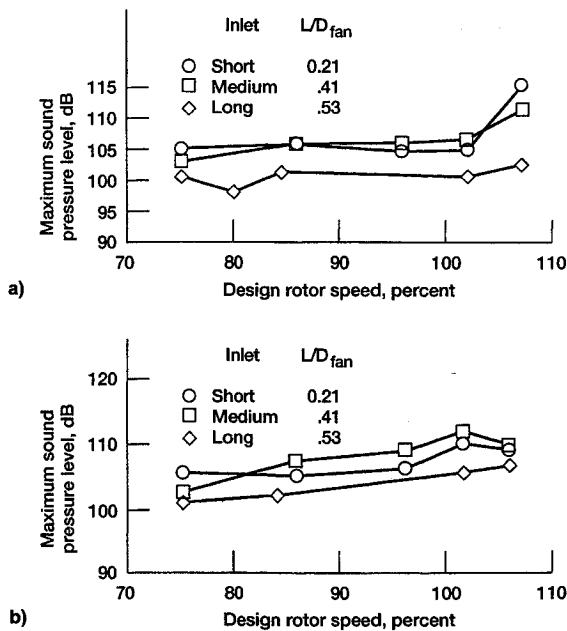 Inlet L/Dfan
Short 0.21
Medium .41
Long .53
115
110
105
100
95
90
Maximum sound
pressure level, dB
70 80 90 100 110
Design rotor speed, percent
a)
Inlet L/Dfan
Short 0.21
Medium .41
Long .53
120
110
100
90
Maximum sound
pressure level, dB
70 80 90 100 110
Design rotor speed, percent
b)